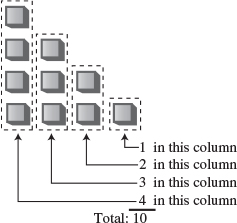 1 in this column
2 in this column
3 in this column
4 in this column
Total: 10